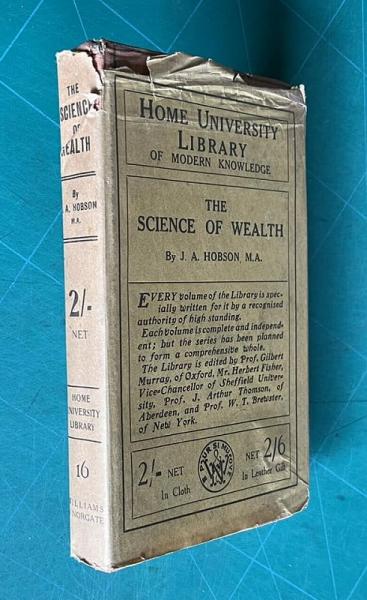 THE
SCIENCE
OF
WEALTH
By
A. HOBSON
M.A.
2/-
NET
HOME
UNIVERSITY
LIBRARY
16
WILLIAMS
NORGATE
HOME UNIVERSITY
LIBRARY
OF MODERN KNOWLEDGE
THE
SCIENCE OF WEALTH
By J. A. HOBSON, M.A.
EVERY volume of the Library is spec-
ially written for it by a recognised
authority of high standing.
Each volume is complete and independ-
ent; but the series has been planned
to form a comprehensive whole.
The Library is edited by Prof. Gilbert
Murray, of Oxford, Mr. Herbert Fisher,
Vice-Chancellor of Sheffield Univer-
sity, Prof. J. Arthur Thomson, of
Aberdeen, and Prof. W. T. Brewster,
of New York.
2/- NET
In Cloth
E PUR SI MUOVE
W N
NET 2/6
In Leather Gilt